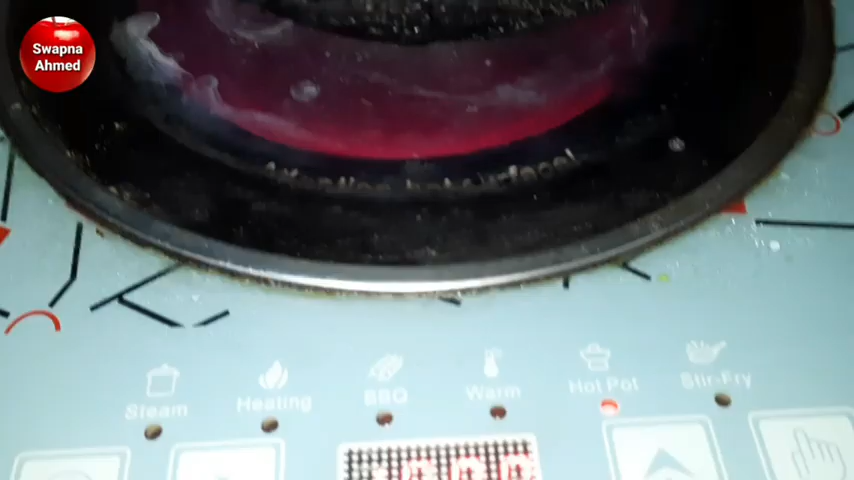 Swapna
Ahmed
Steam
Heating
BBQ
Warm
Hot Pot
Stir-Fry